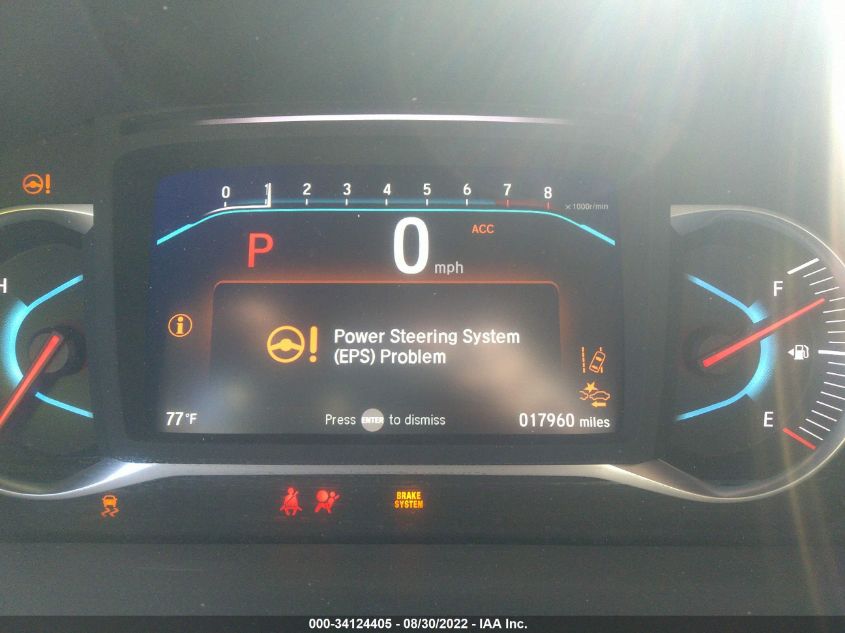 0 1 2 3 4 5 6 7 8
×1000r/min
P 0 mph ACC
H
F
Power Steering System
(EPS) Problem
E
77°F Press ENTER to dismiss 017960 miles
BRAKE
SYSTEM
000-34124405 - 08/30/2022 - IAA Inc.